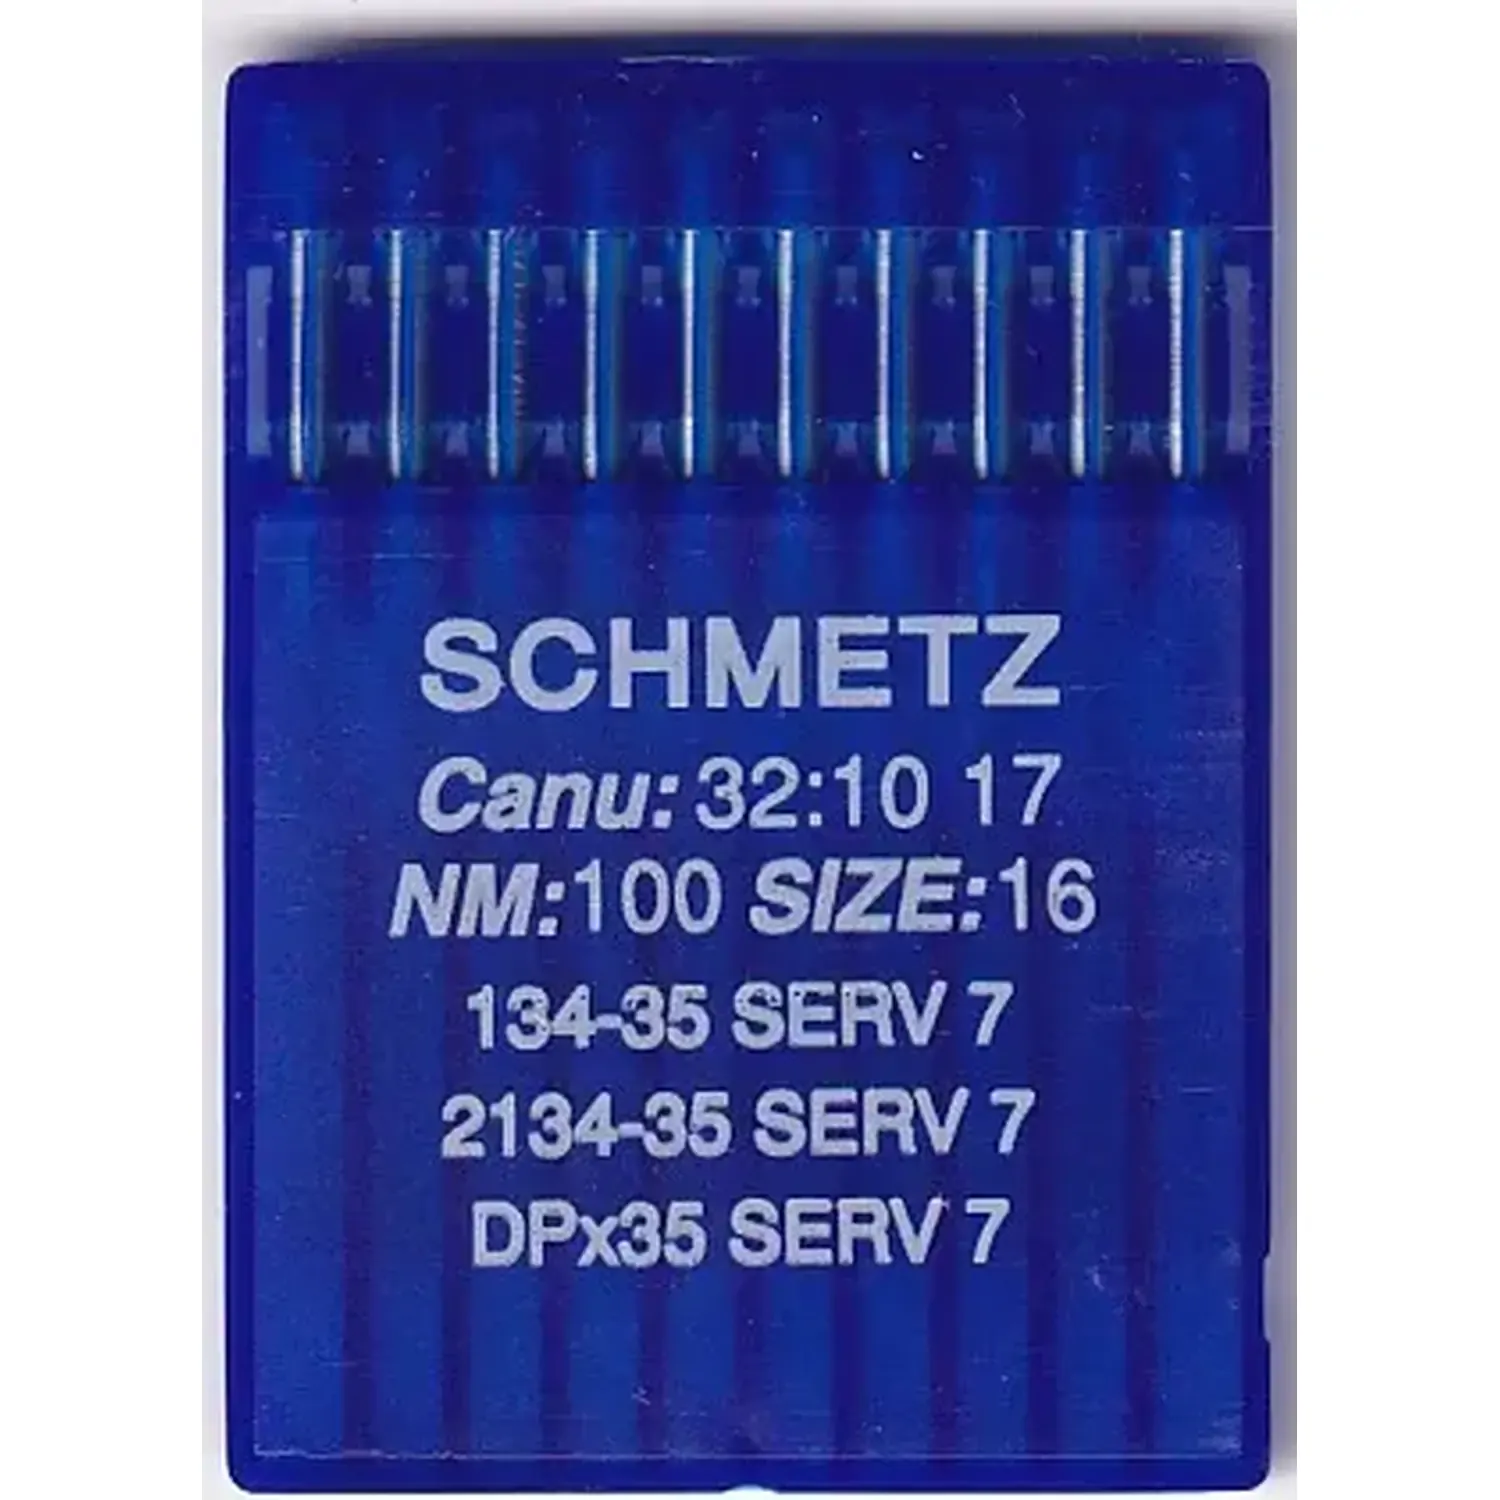 SCHMETZ
Canu: 32:10 17
NM:100 SIZE:16
134-35 SERV 7
2134-35 SERV 7
DPx35 SERV 7